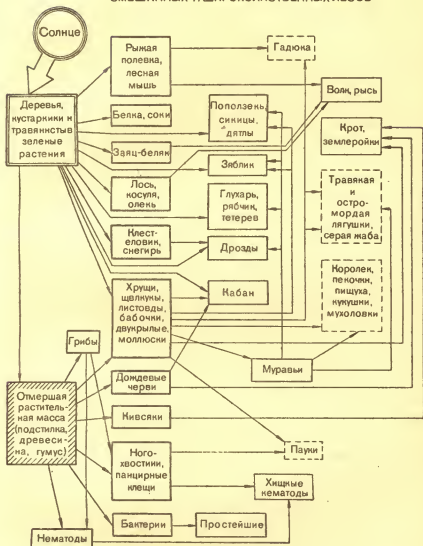 Солнце
Рыжая
полевка,
лесная
мышь
Гадюка
Волк, рысь
Деревья,
кустарники и
травянистые
зеленые
растения
Белка, сони
Поползень,
синицы,
дятлы
Крот,
землеройки
Заяц-беляк
Зяблик
Лось,
косуля,
олень
Глухарь,
рябчик,
тетерев
Травяная
и
остро-
мордая
лягушки,
серая жаба
Клест-
еловик,
снегирь
Дрозды
Хрущи,
щелкуны,
листоеды,
бабочки,
двукрылые,
моллюски
Кабан
Королек,
пеночки,
пищуха,
кукушки,
мухоловки
Грибы
Муравьи
Дождевые
черви
Отмершая
раститель-
ная масса
(подстилка,
древеси-
на, гумус)
Кивсяки
Ного-
хвостики,
панцирные
клещи
Пауки
Хищные
нематоды
Бактерии
Простейшие
Нематоды